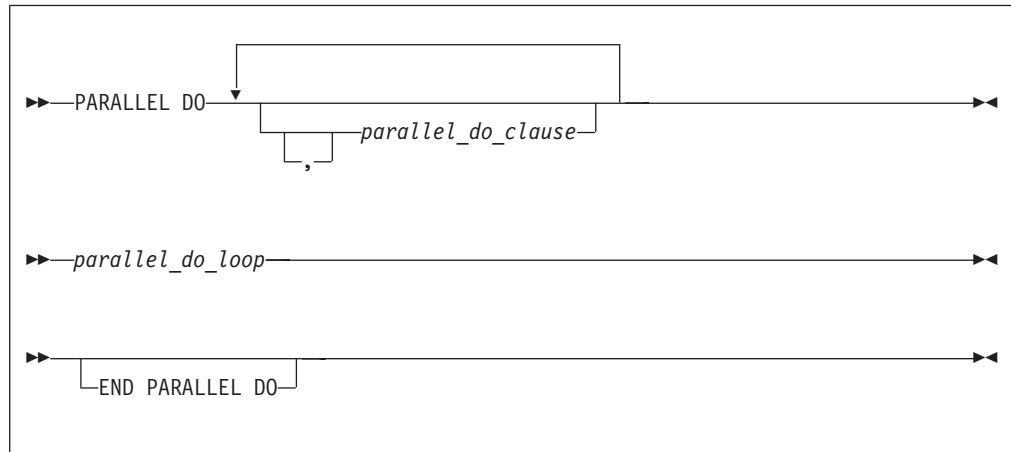 PARALLEL DO
parallel_do_clause
,
parallel_do_loop
END PARALLEL DO